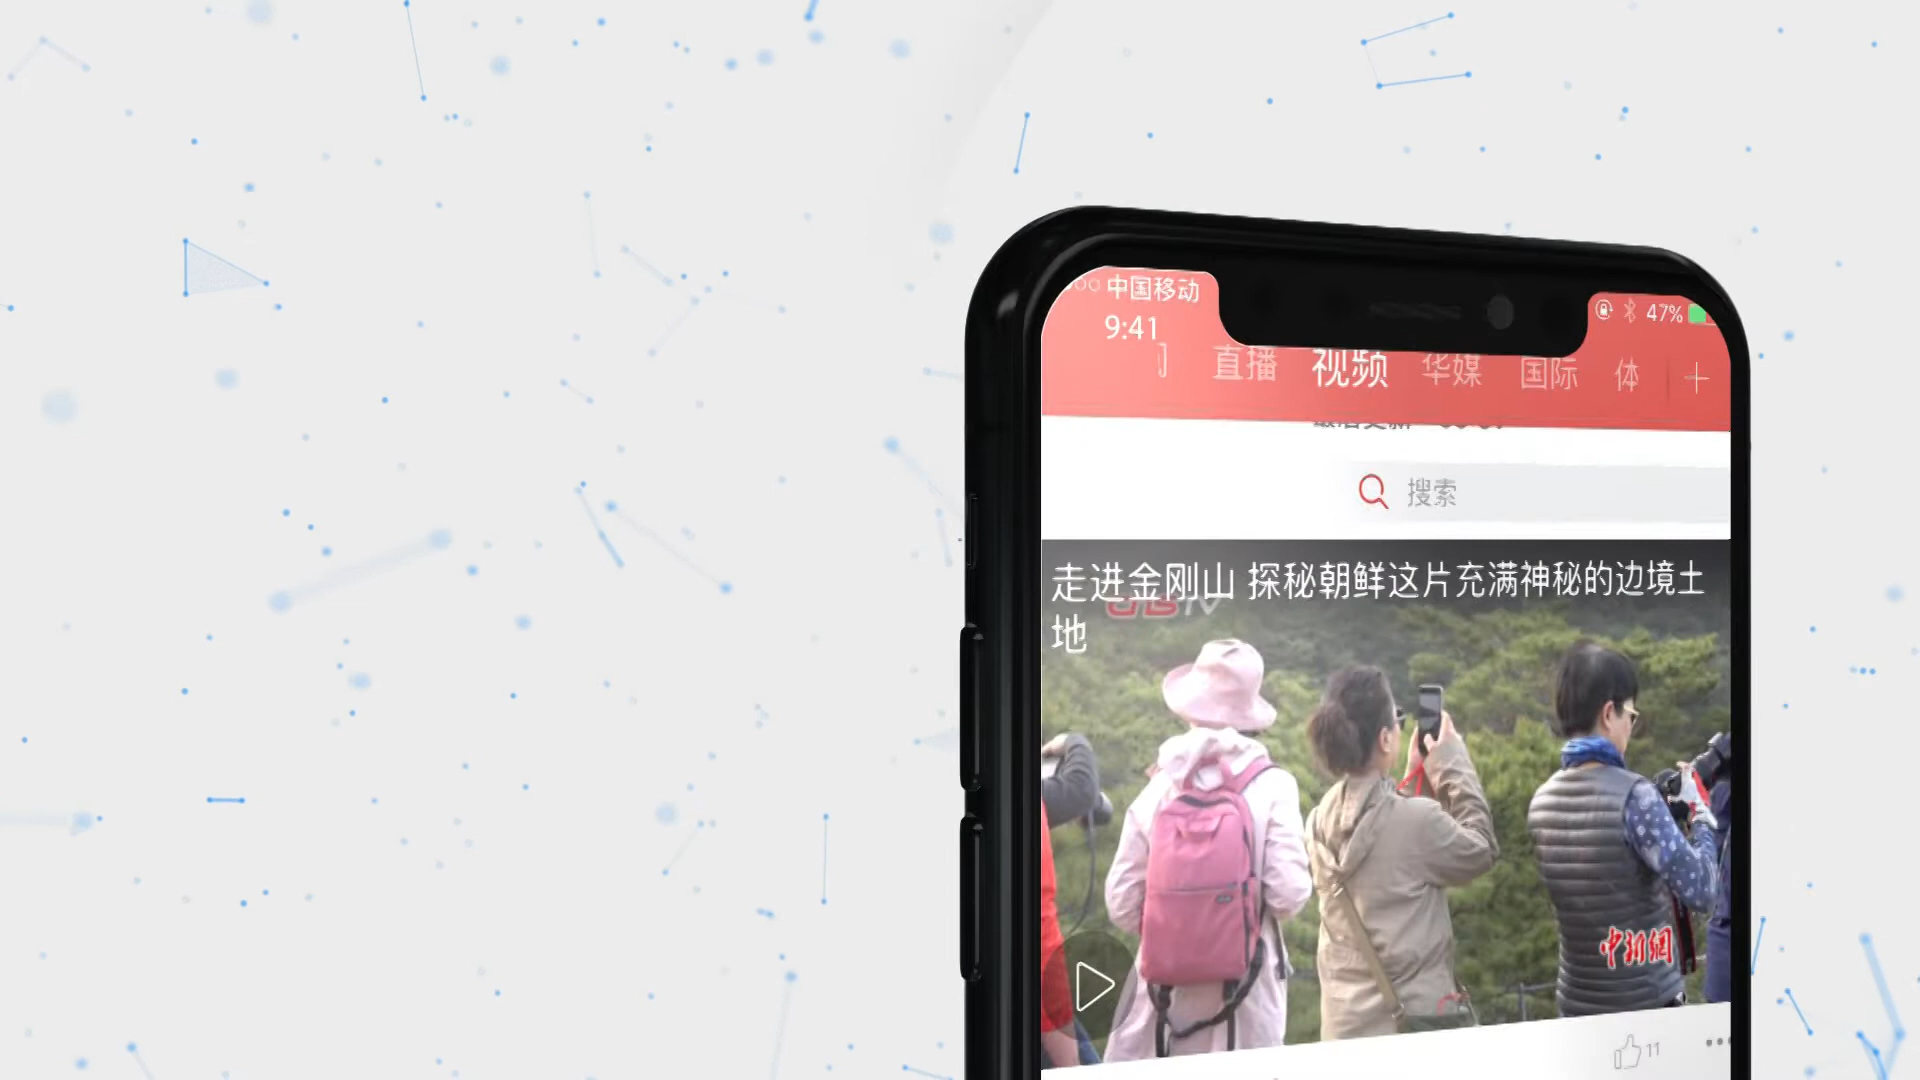 中国移动
47%
9:41
直播 视频 华媒 国际 体 +
搜索
走进金刚山 探秘朝鲜这片充满神秘的边境土
地
CNSTV
中新網
11